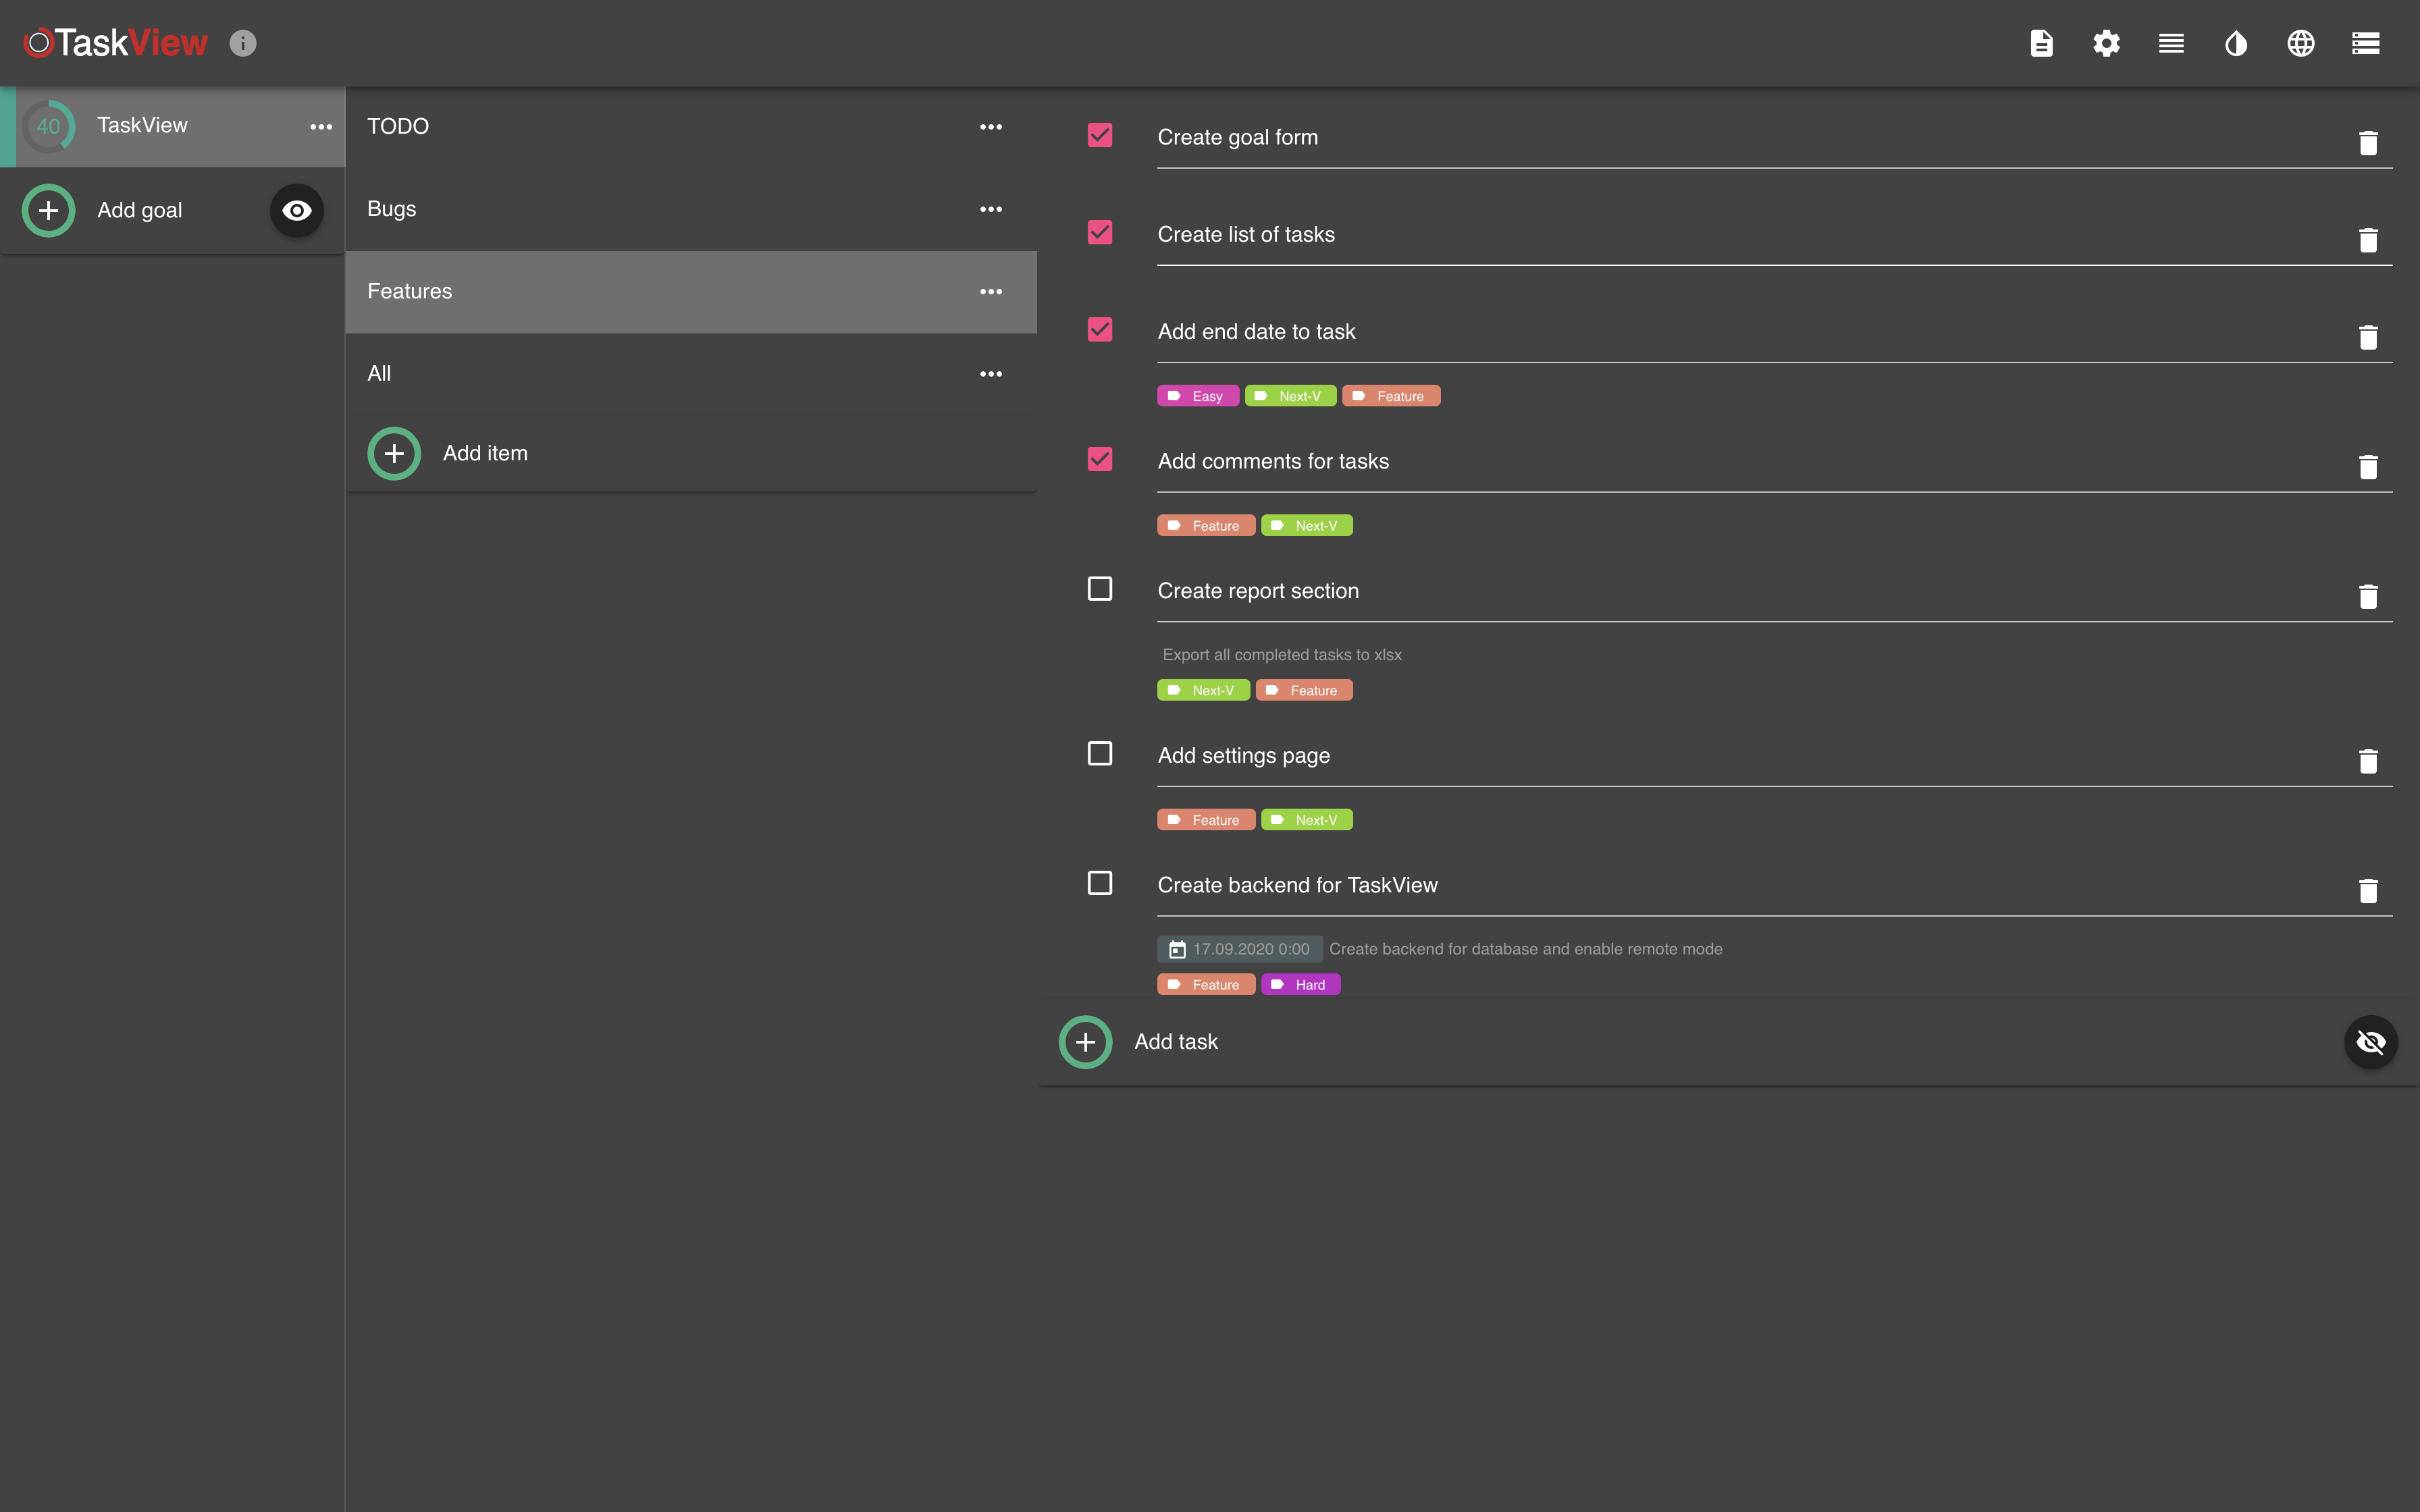 TaskView
40
TaskView
Add goal
TODO
Bugs
Features
All
Add item
Create goal form
Create list of tasks
Add end date to task
Easy Next-V Feature
Add comments for tasks
Feature Next-V
Create report section
Export all completed tasks to xlsx
Next-V Feature
Add settings page
Feature Next-V
Create backend for TaskView
17.09.2020 0:00 Create backend for database and enable remote mode
Feature Hard
Add task